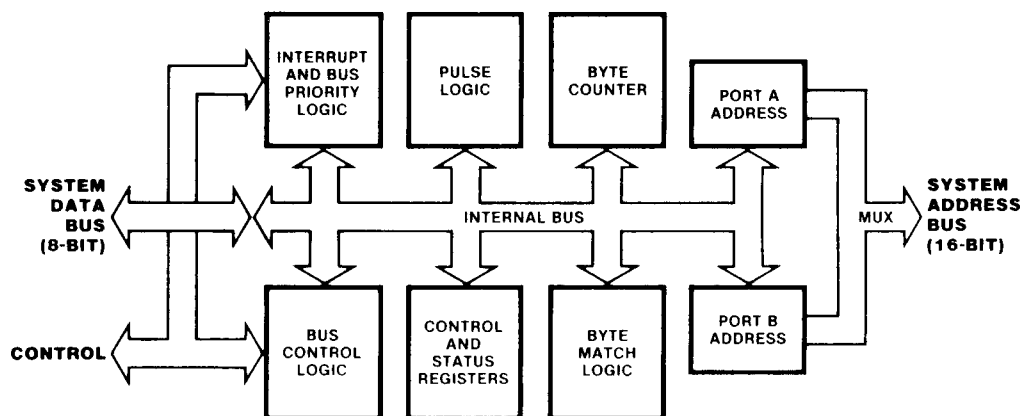 INTERRUPT
AND BUS
PRIORITY
LOGIC
PULSE
LOGIC
BYTE
COUNTER
PORT A
ADDRESS
SYSTEM
DATA
BUS
(8-BIT)
INTERNAL BUS
MUX
SYSTEM
ADDRESS
BUS
(16-BIT)
CONTROL
BUS
CONTROL
LOGIC
CONTROL
AND
STATUS
REGISTERS
BYTE
MATCH
LOGIC
PORT B
ADDRESS